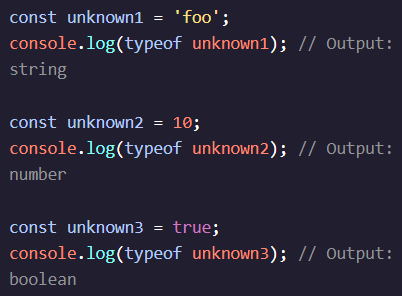 const unknown1 = 'foo';
console.log(typeof unknown1); // Output:
string
const unknown2 = 10;
console.log(typeof unknown2); // Output:
number
const unknown3 = true;
console.log(typeof unknown3); // Output:
boolean